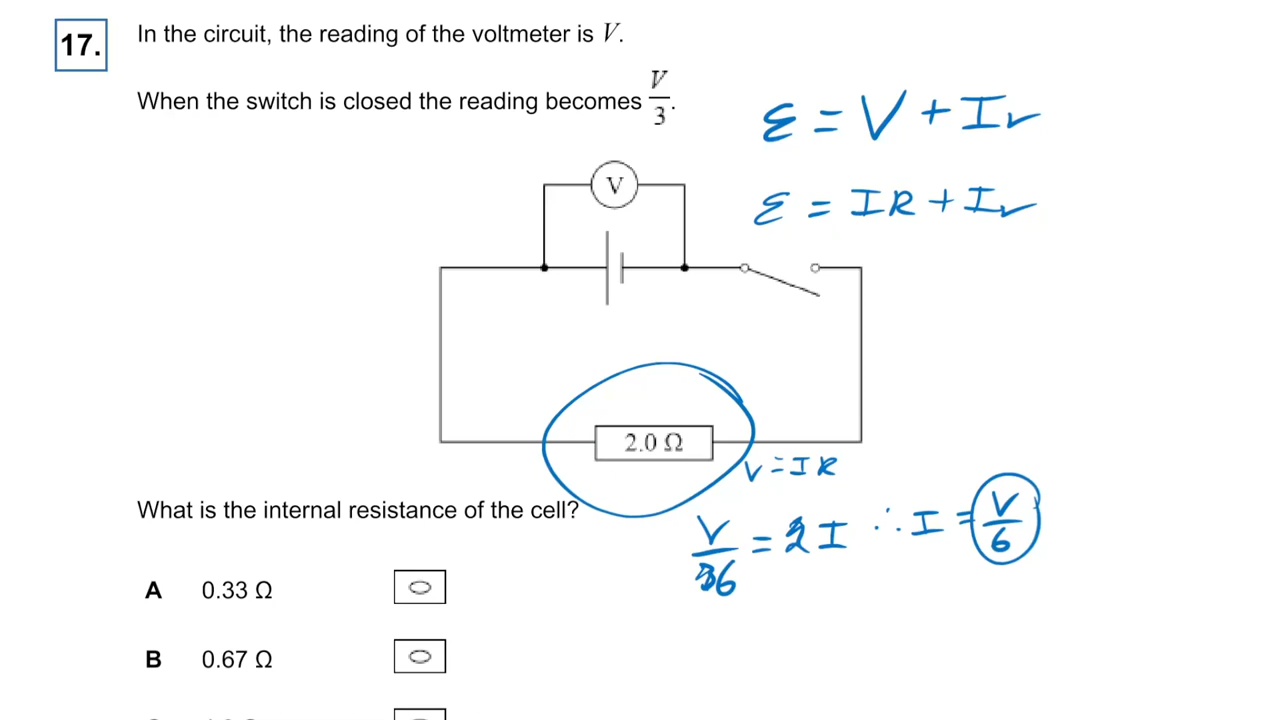 17.
In the circuit, the reading of the voltmeter is V.
When the switch is closed the reading becomes V/3.
ℰ = V + Ir
ℰ = IR + Ir
V
2.0 Ω
V = IR
What is the internal resistance of the cell?
= 2I ∴ I = V/6
A 0.33 Ω
B 0.67 Ω